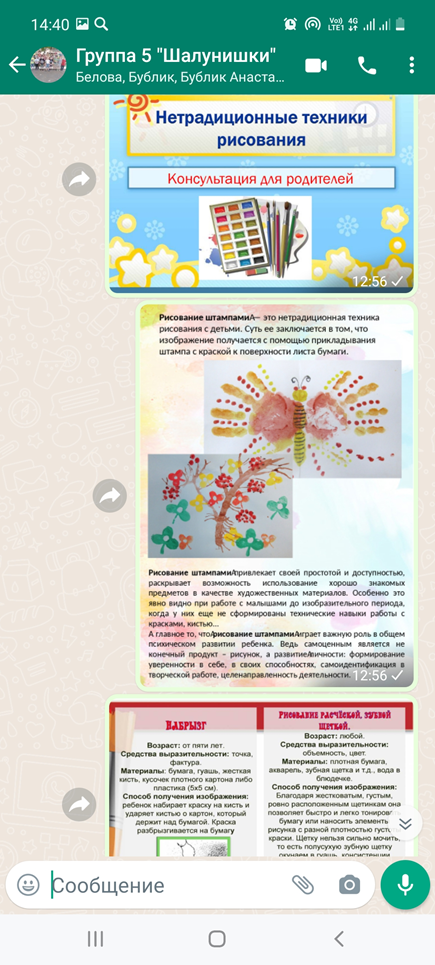 14:40
Vo)) 4G
LTE1
Группа 5 "Шалунишки"
Белова, Бублик, Бублик Анаста...
Нетрадиционные техники
рисования
Консультация для родителей
12:56
Рисование штампами – это нетрадиционная техника
рисования с детьми. Суть ее заключается в том, что
изображение получается с помощью прикладывания
штампа с краской к поверхности листа бумаги.
Рисование штампами привлекает своей простотой и доступностью,
раскрывает возможность использование хорошо знакомых
предметов в качестве художественных материалов. Особенно это
явно видно при работе с малышами до изобразительного периода,
когда у них еще не сформированы технические навыки работы с
красками, кистью...
А главное то, что рисование штампами играет важную роль в общем
психическом развитии ребенка. Ведь самоценным является не
конечный продукт – рисунок, а развитие личности: формирование
уверенности в себе, в своих способностях, самоидентификация в
творческой работе, целенаправленность деятельности.
12:56
НАБРЫЗГ
Возраст: от пяти лет.
Средства выразительности: точка,
фактура.
Материалы: бумага, гуашь, жесткая
кисть, кусочек плотного картона либо
пластика (5х5 см).
Способ получения изображения:
ребенок набирает краску на кисть и
ударяет кистью о картон, который
держит над бумагой. Краска
разбрызгивается на бумагу
Рисование расчёской, зубной
щеткой.
Возраст: любой.
Средства выразительности:
объемность, цвет.
Материалы: плотная бумага,
акварель, зубная щетка и т.д., вода в
блюдечке.
Способ получения изображения:
Благодаря жестковатым, густым,
ровно расположенным щетинкам она
позволяет быстро и легко тонировать
бумагу или наносить элементы
рисунка с разной плотностью
краски. Щетку нельзя сильно мочить,
то есть полусухую зубную щетку
окунаем в гуашь, консистенции
Сообщение